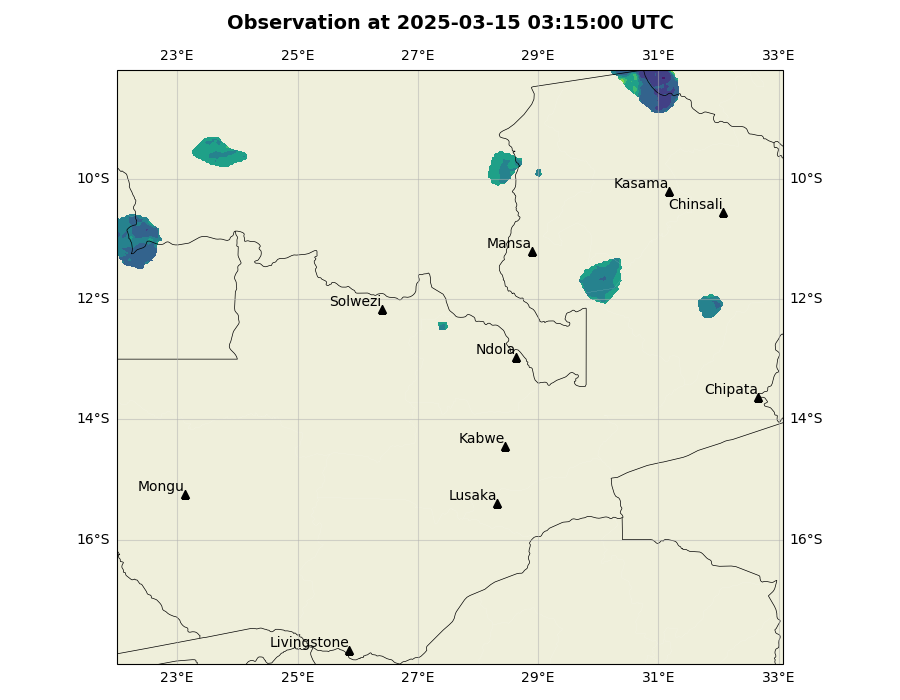 Observation at 2025-03-15 03:15:00 UTC
23°E 25°E 27°E 29°E 31°E 33°E
10°S 10°S
Kasama
Chinsali
Mansa
12°S 12°S
Solwezi
Ndola
Chipata
14°S 14°S
Kabwe
Mongu
Lusaka
16°S 16°S
Livingstone
23°E 25°E 27°E 29°E 31°E 33°E